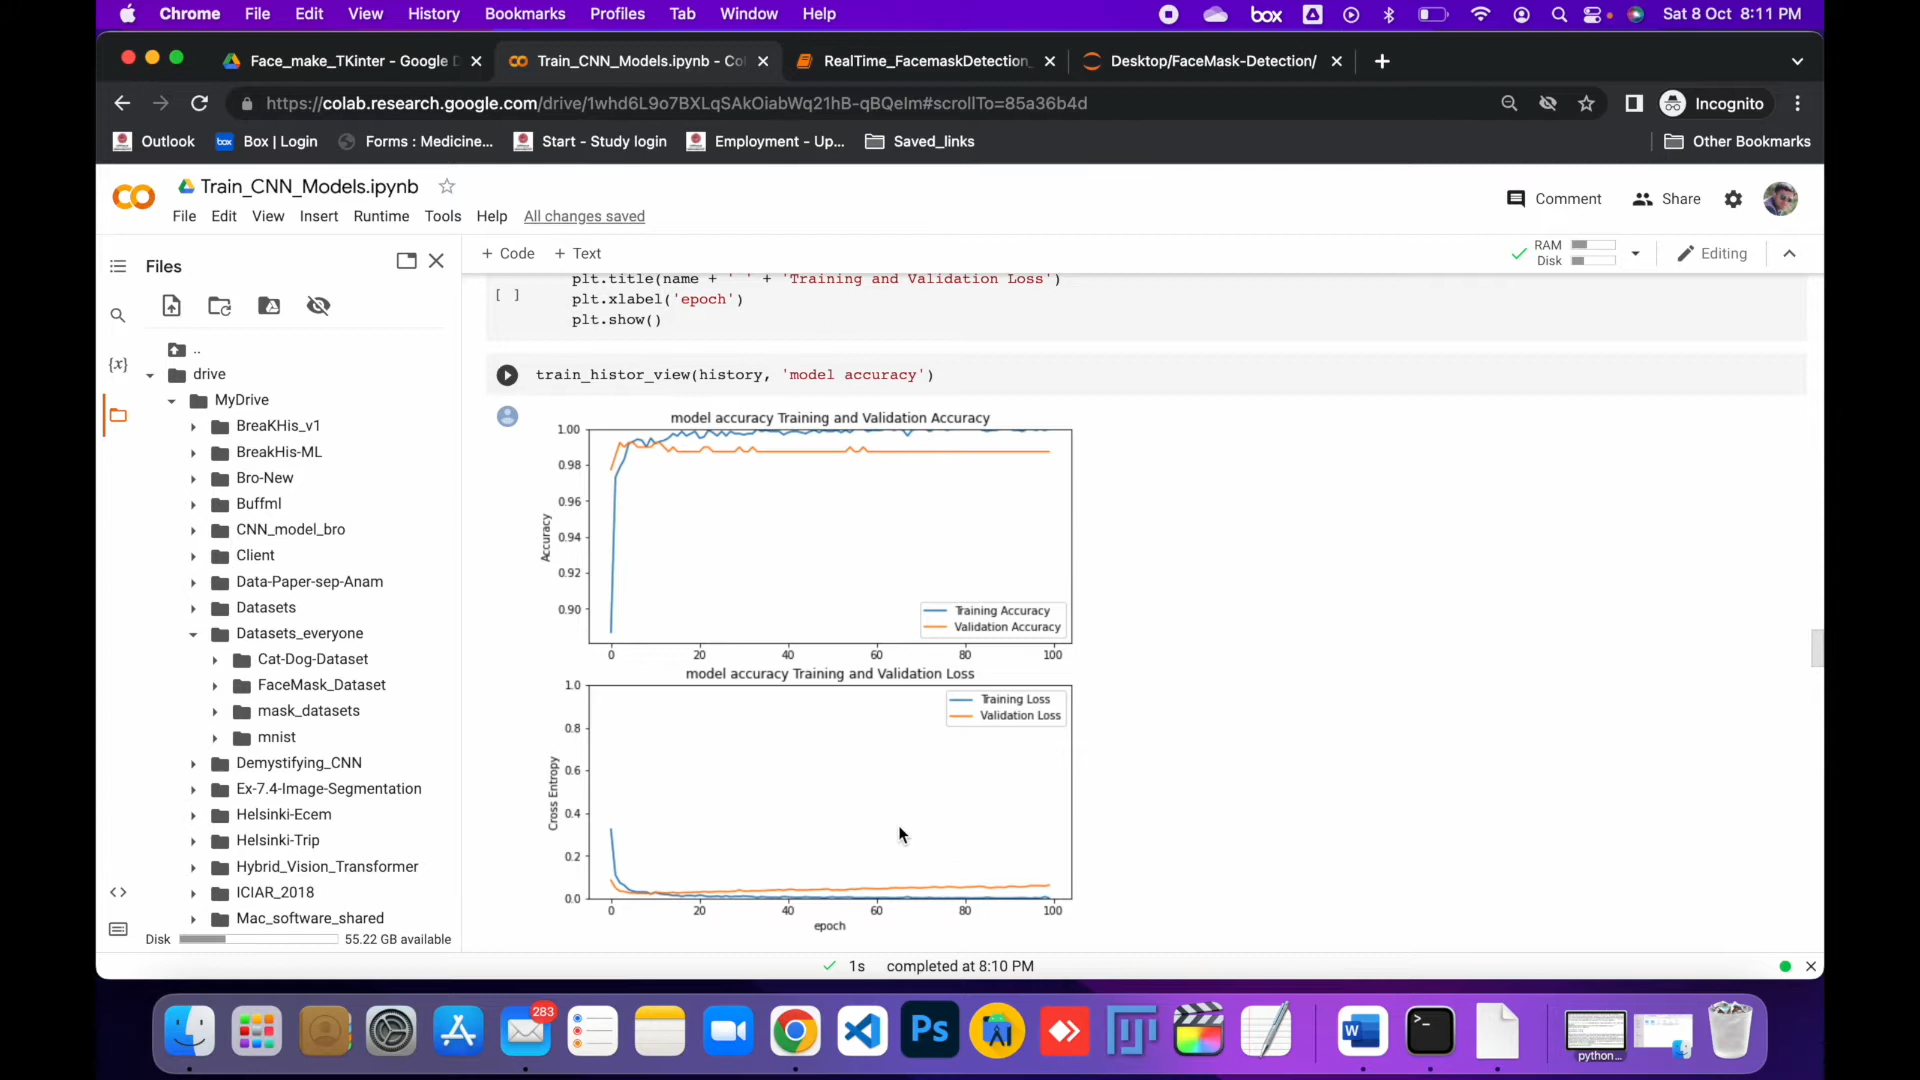 Chrome File Edit View History Bookmarks Profiles Tab Window Help box Sat 8 Oct 8:11 PM
Face_make_TKinter - Google D Train_CNN_Models.ipynb - Co RealTime_FacemaskDetection_ Desktop/FaceMask-Detection/
https://colab.research.google.com/drive/1whd6L9o7BXLqSAkOiabWq21hB-qBQeIm#scrollTo=85a36b4d Incognito
Outlook box Box | Login Forms : Medicine... Start - Study login Employment - Up... Saved_links Other Bookmarks
CO Train_CNN_Models.ipynb
File Edit View Insert Runtime Tools Help All changes saved
Comment Share
Files
+ Code + Text
RAM
Disk
Editing
plt.title(name + ' ' + 'Training and Validation Loss')
[ ] plt.xlabel('epoch')
plt.show()
train_histor_view(history, 'model accuracy')
{x}
..
drive
MyDrive
BreaKHis_v1
BreakHis-ML
Bro-New
Buffml
CNN_model_bro
Client
Data-Paper-sep-Anam
Datasets
Datasets_everyone
Cat-Dog-Dataset
FaceMask_Dataset
mask_datasets
mnist
Demystifying_CNN
Ex-7.4-Image-Segmentation
Helsinki-Ecem
Helsinki-Trip
Hybrid_Vision_Transformer
ICIAR_2018
Mac_software_shared
Disk 55.22 GB available
model accuracy Training and Validation Accuracy
1.00
0.98
0.96
0.94
0.92
0.90
Accuracy
Training Accuracy
Validation Accuracy
0 20 40 60 80 100
model accuracy Training and Validation Loss
1.0
0.8
0.6
0.4
0.2
0.0
Cross Entropy
Training Loss
Validation Loss
0 20 40 60 80 100
epoch
1s completed at 8:10 PM
283
Ps
W
>_
python...